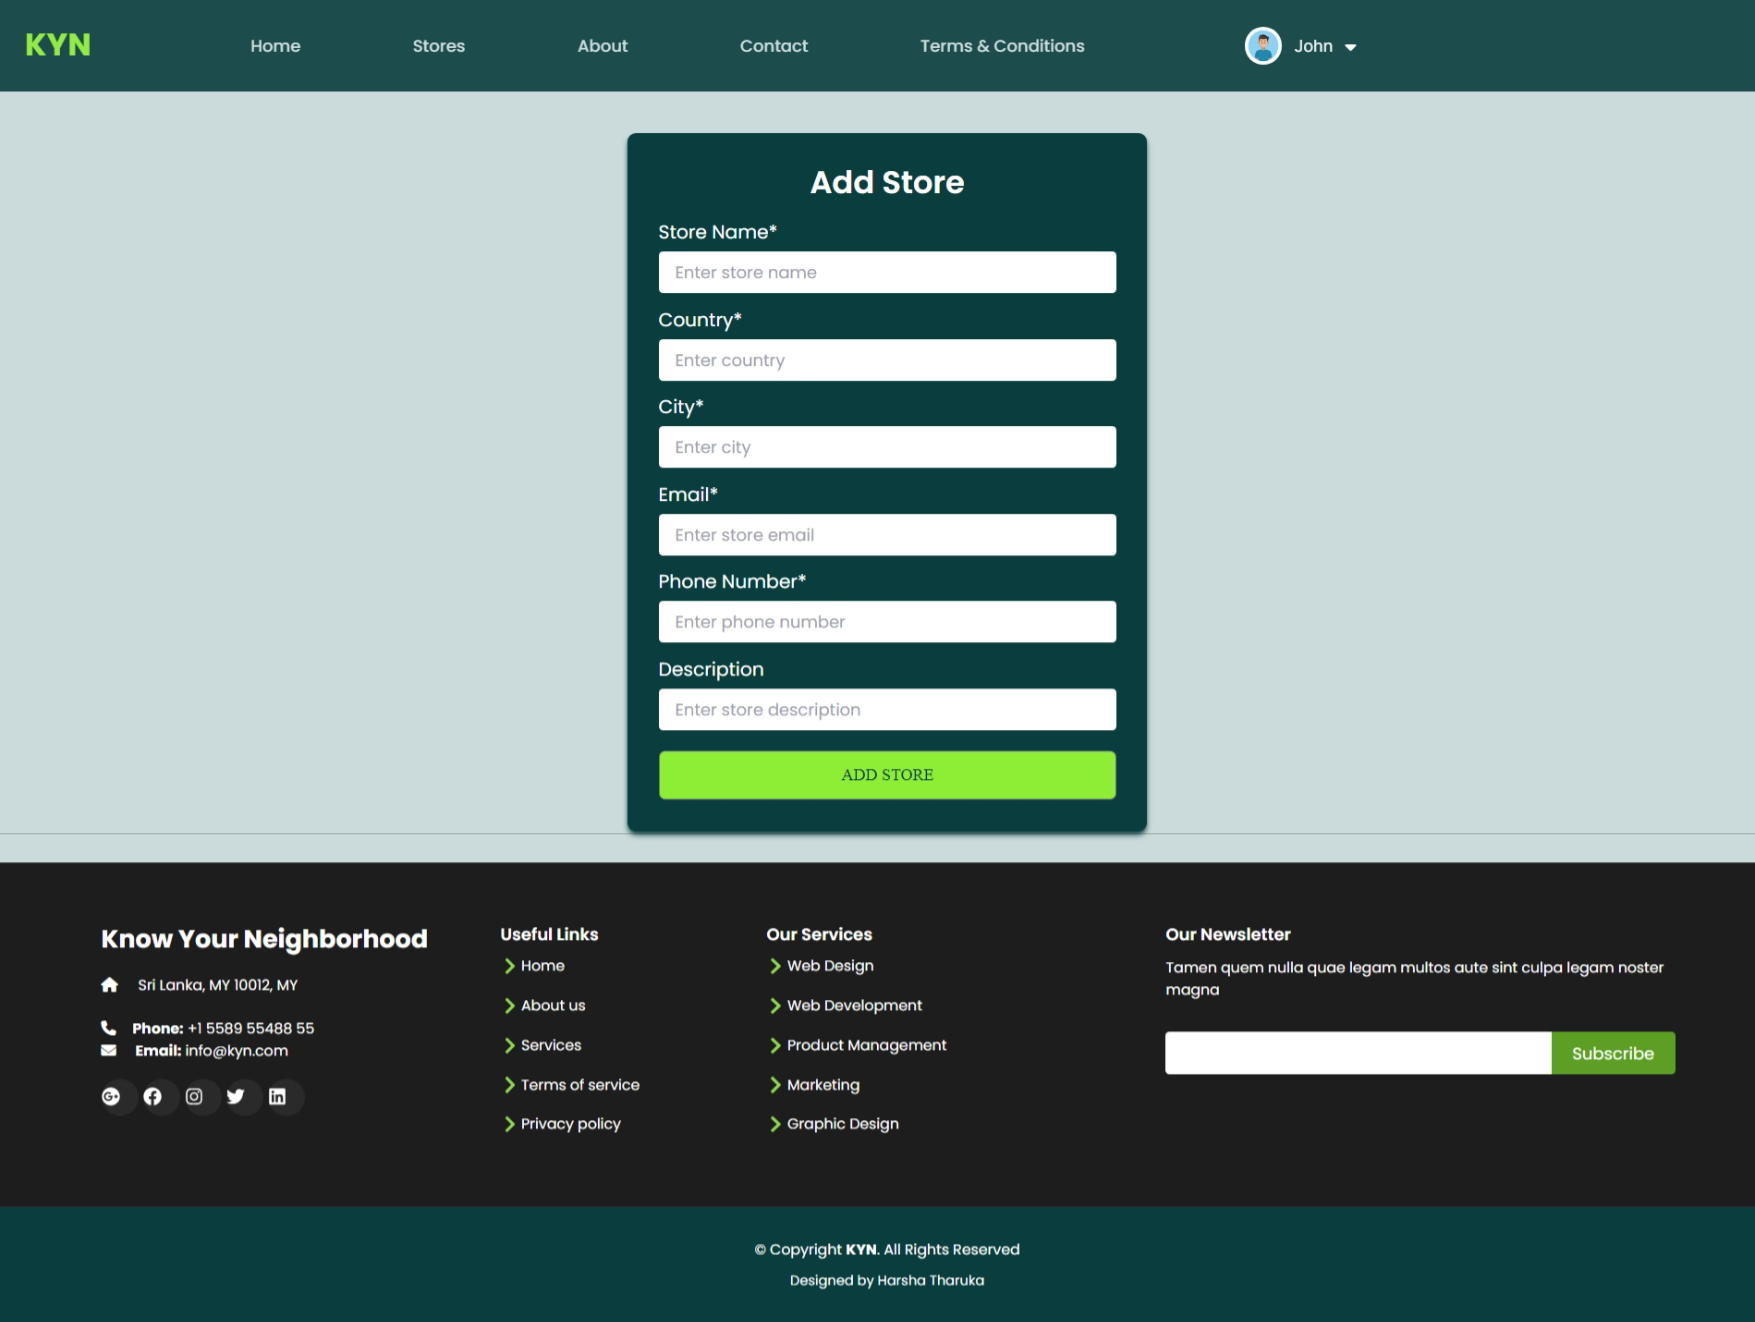 KYN
Home
Stores
About
Contact
Terms & Conditions
John
Add Store
Store Name*
Enter store name
Country*
Enter country
City*
Enter city
Email*
Enter store email
Phone Number*
Enter phone number
Description
Enter store description
ADD STORE
Know Your Neighborhood
Sri Lanka, MY 10012, MY
Phone: +1 5589 55488 55
Email: info@kyn.com
Useful Links
Home
About us
Services
Terms of service
Privacy policy
Our Services
Web Design
Web Development
Product Management
Marketing
Graphic Design
Our Newsletter
Tamen quem nulla quae legam multos aute sint culpa legam noster
magna
Subscribe
© Copyright KYN. All Rights Reserved
Designed by Harsha Tharuka